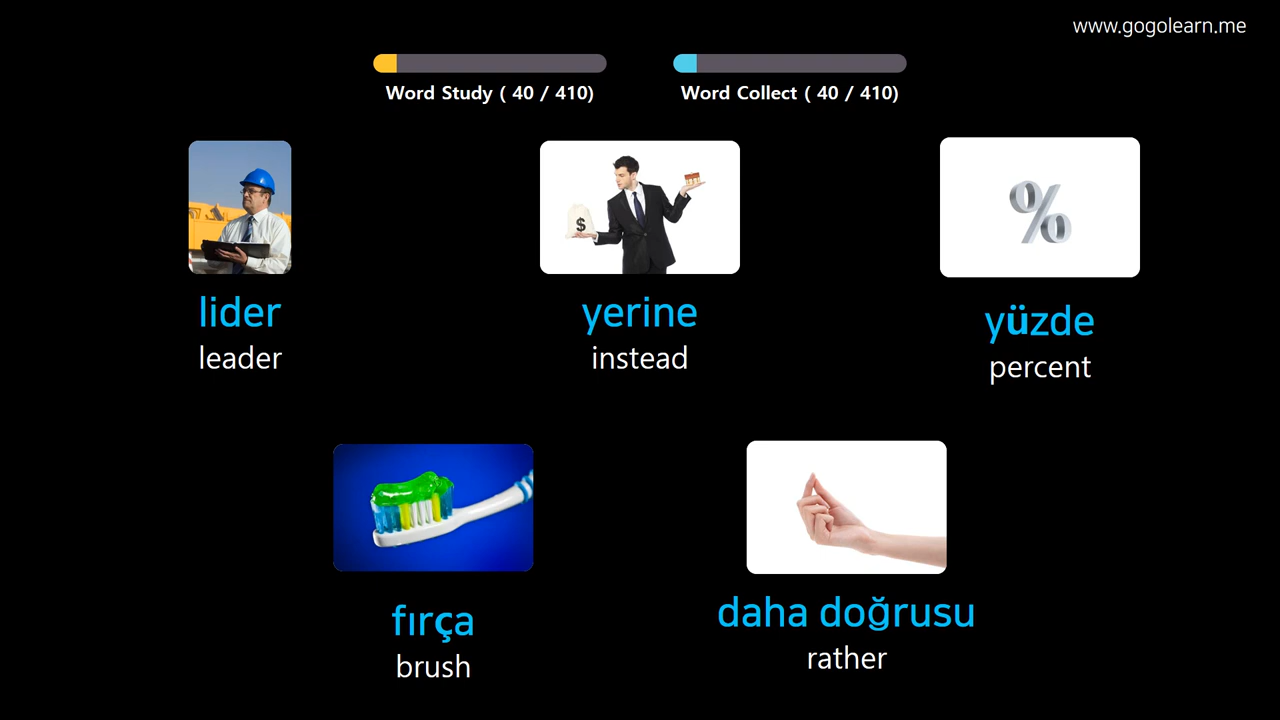 www.gogolearn.me
Word Study ( 40 / 410)
Word Collect ( 40 / 410)
$
%
lider
leader
yerine
instead
yüzde
percent
fırça
brush
daha doğrusu
rather